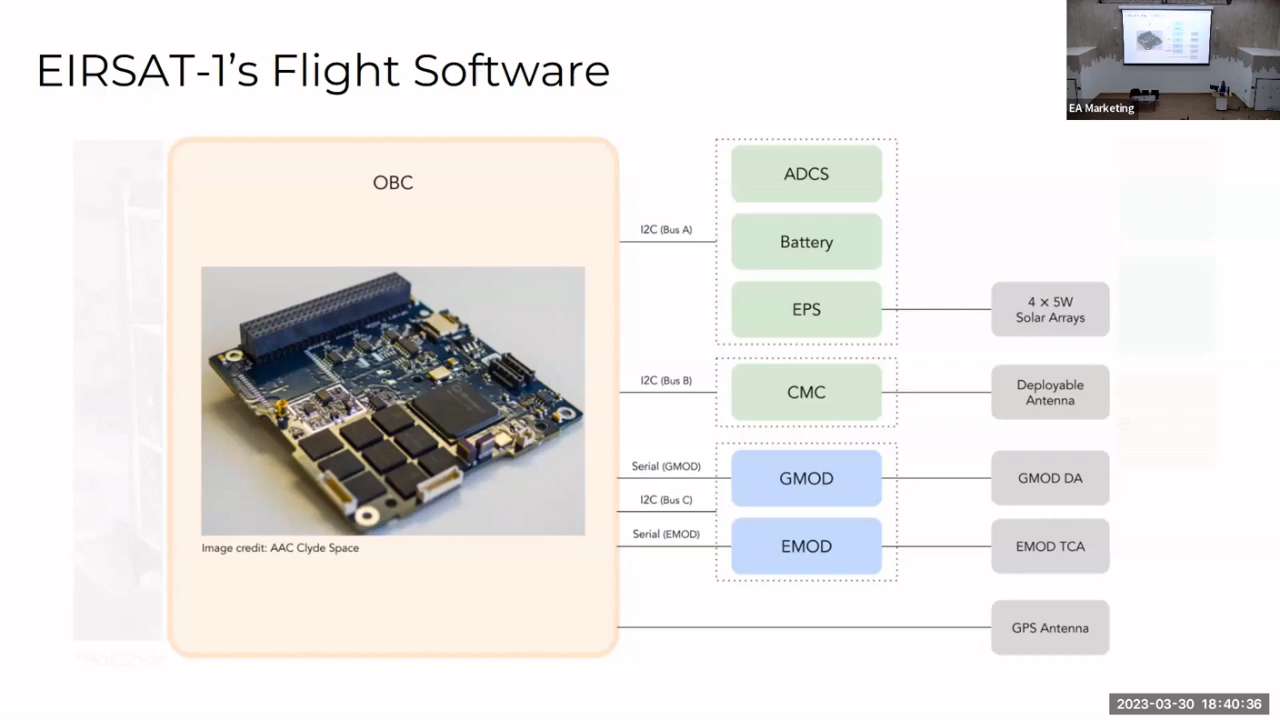 EIRSAT-1’s Flight Software
EA Marketing
OBC
Image credit: AAC Clyde Space
I2C (Bus A)
I2C (Bus B)
Serial (GMOD)
I2C (Bus C)
Serial (EMOD)
ADCS
Battery
EPS
CMC
GMOD
EMOD
4 × 5W
Solar Arrays
Deployable
Antenna
GMOD DA
EMOD TCA
GPS Antenna
2023-03-30 18:40:36